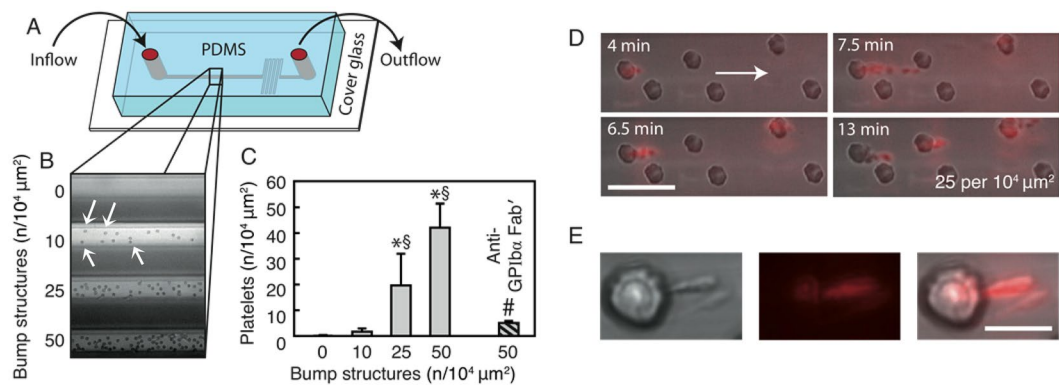 A
Inflow
PDMS
Outflow
Cover glass
B
Bump structures (n/10⁴ µm²)
0
10
25
50
C
Platelets (n/10⁴ µm²)
60
50
40
30
20
10
0
*§
*§
#
Anti-
GPIbα Fab′
0 10 25 50 50
Bump structures (n/10⁴ µm²)
D
4 min
7.5 min
6.5 min
13 min
25 per 10⁴ µm²
E